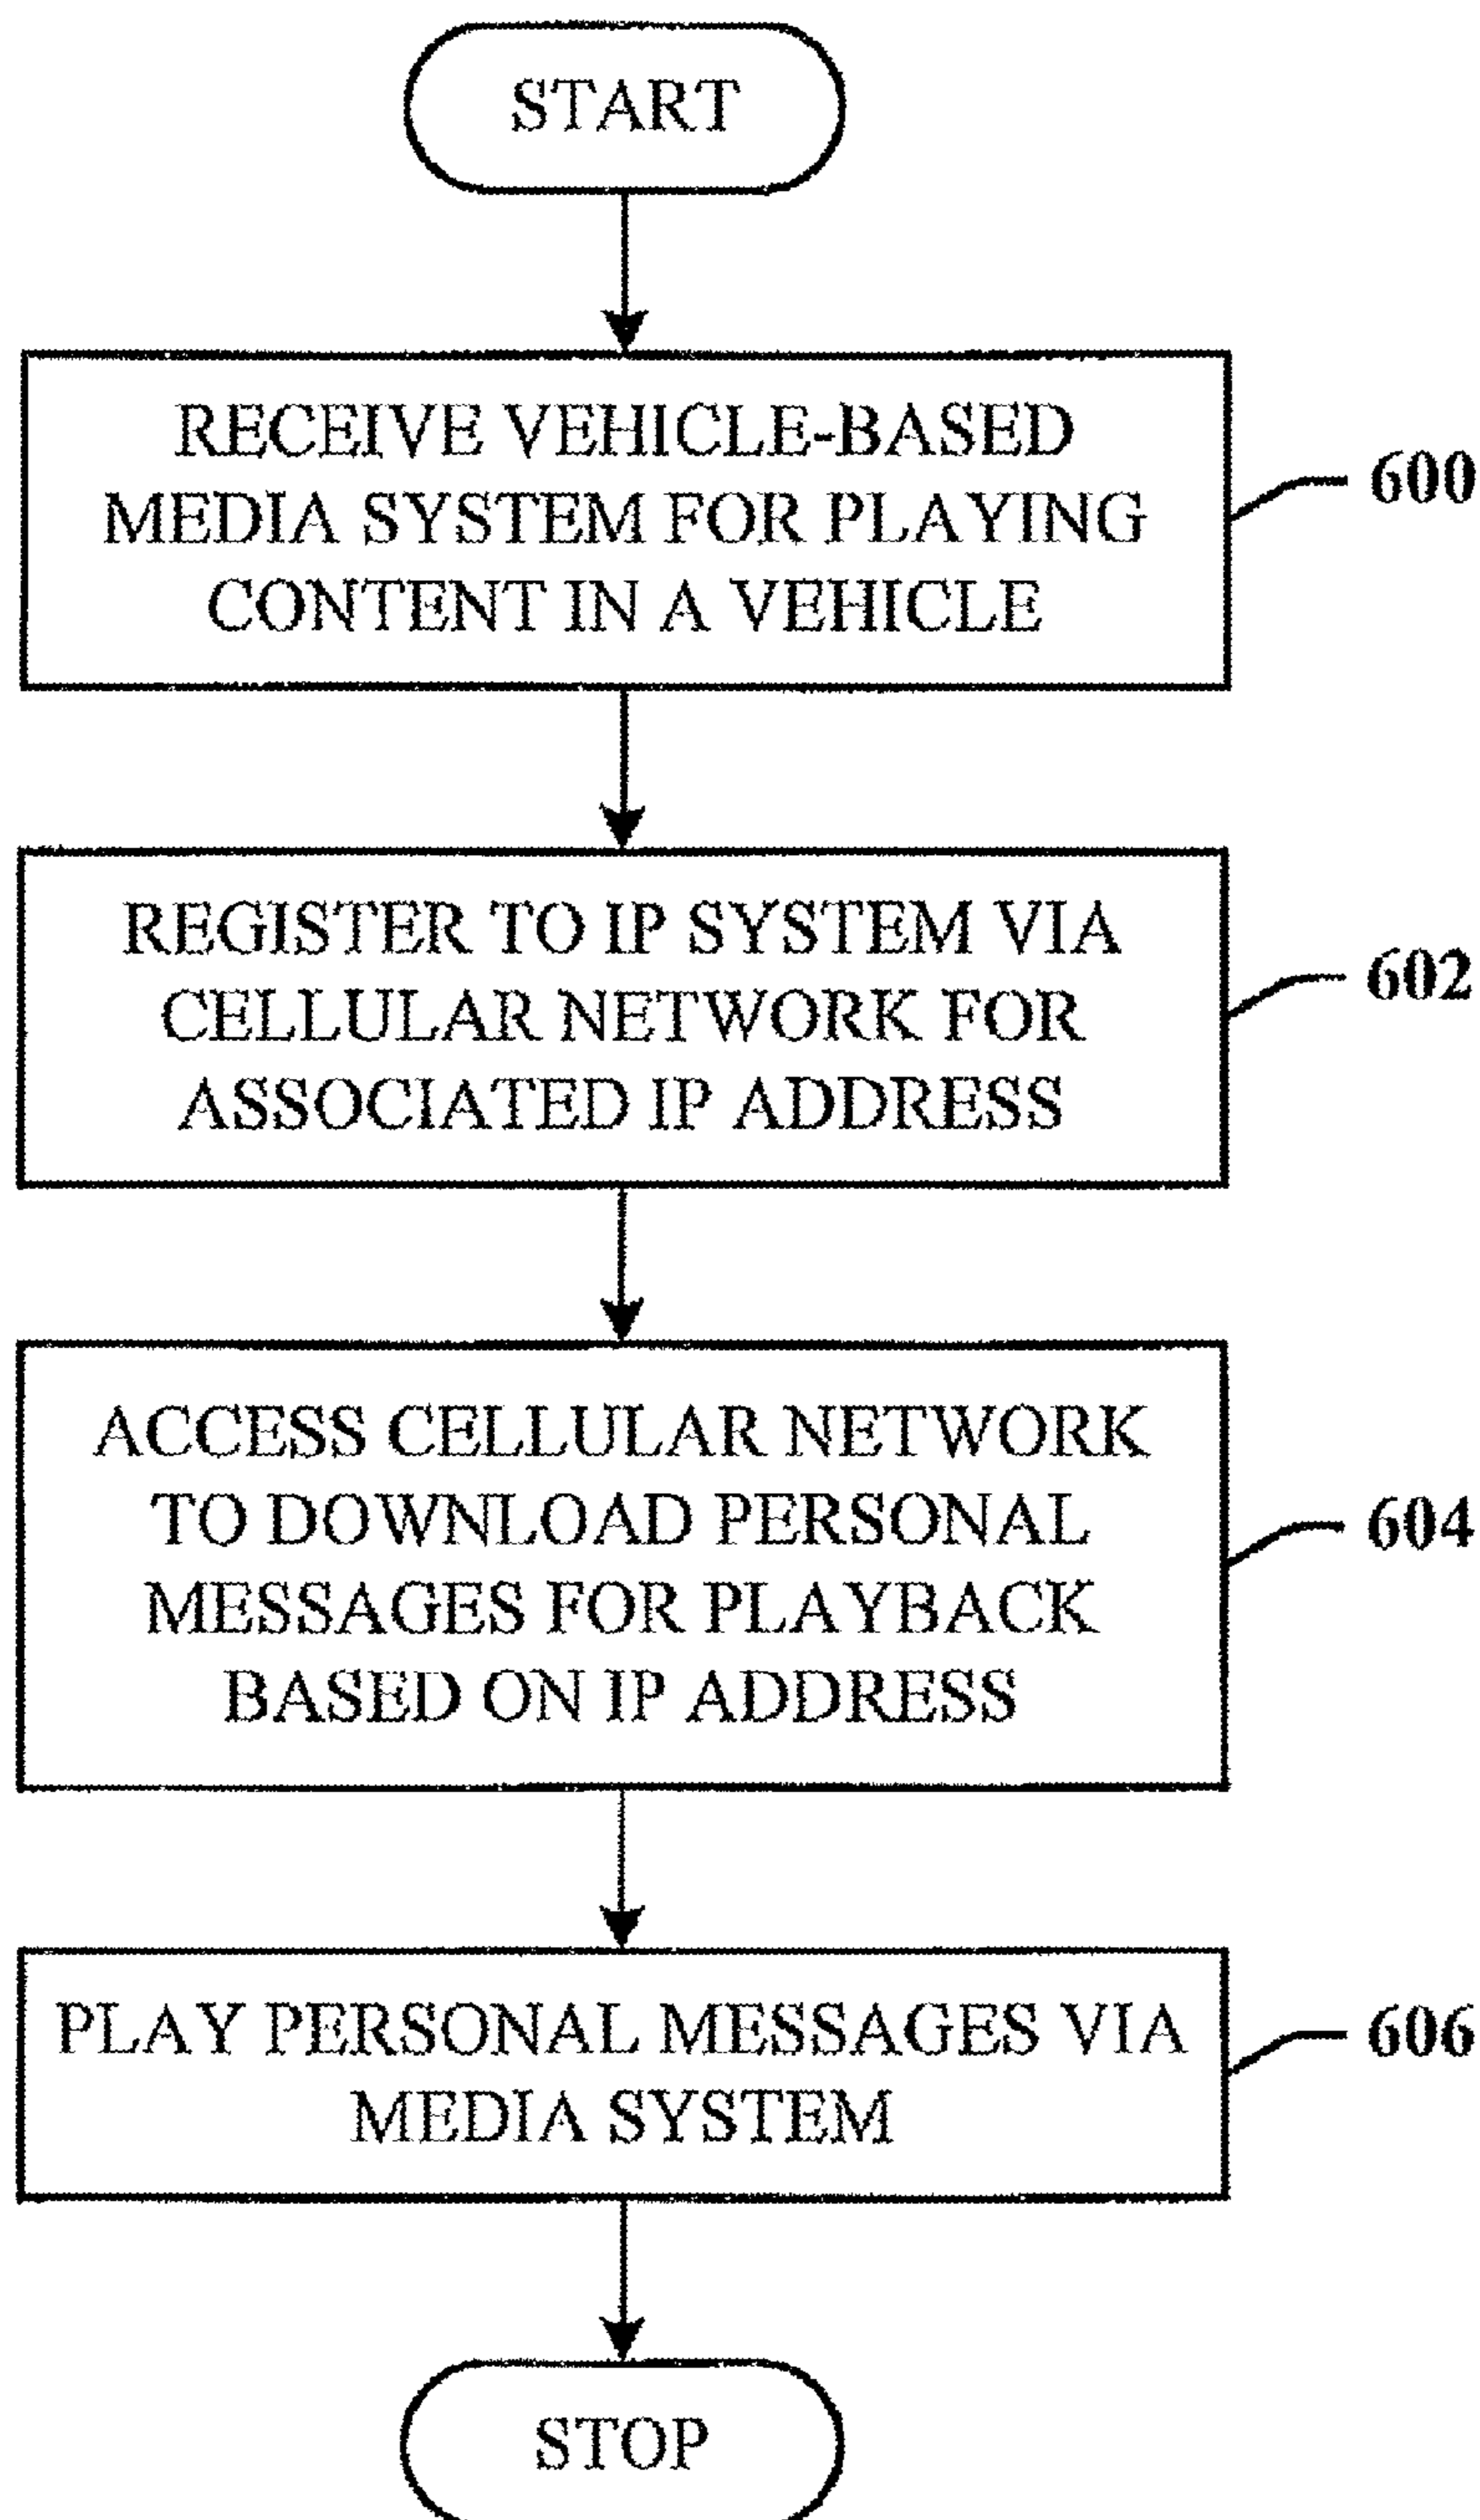 START
RECEIVE VEHICLE-BASED
MEDIA SYSTEM FOR PLAYING
CONTENT IN A VEHICLE
600
REGISTER TO IP SYSTEM VIA
CELLULAR NETWORK FOR
ASSOCIATED IP ADDRESS
602
ACCESS CELLULAR NETWORK
TO DOWNLOAD PERSONAL
MESSAGES FOR PLAYBACK
BASED ON IP ADDRESS
604
PLAY PERSONAL MESSAGES VIA
MEDIA SYSTEM
606
STOP